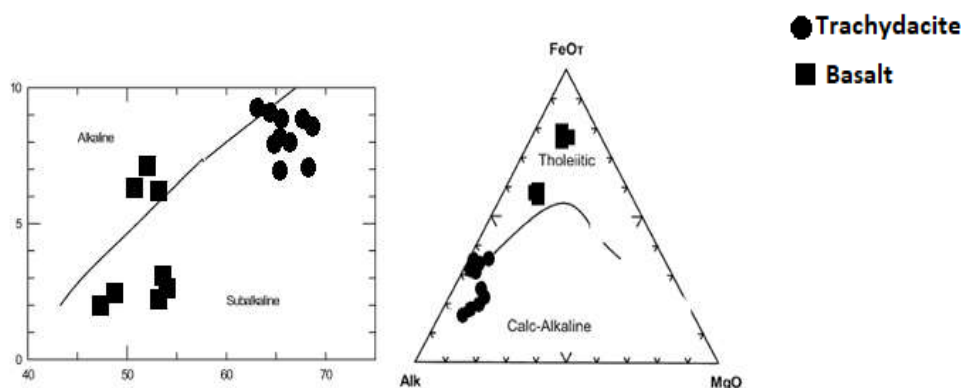 Trachydacite
Basalt
10
5
0
Alkaline
Subalkaline
40
50
60
70
FeOT
Tholeiitic
Calc-Alkaline
Alk
MgO